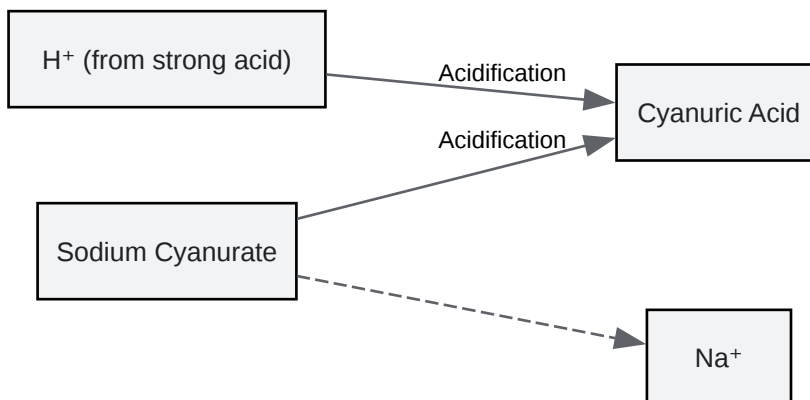 H⁺ (from strong acid)
Acidification
Cyanuric Acid
Acidification
Sodium Cyanurate
Na⁺